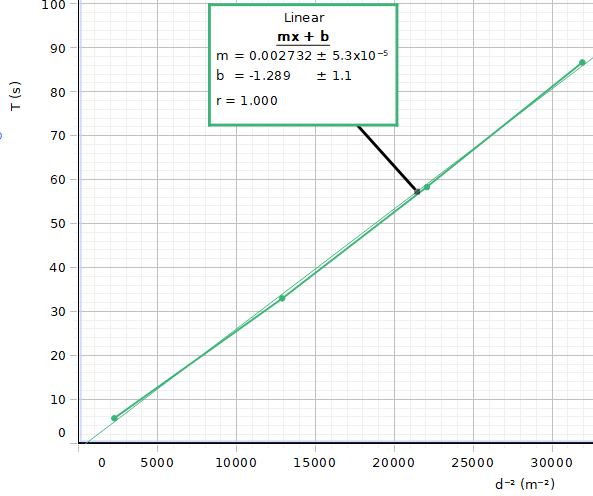 100
Linear
mx + b
m = 0.002732 ± 5.3x10⁻⁵
b = -1.289 ± 1.1
r = 1.000
90
80
70
60
50
40
30
20
10
0
T (s)
0 5000 10000 15000 20000 25000 30000
d⁻² (m⁻²)